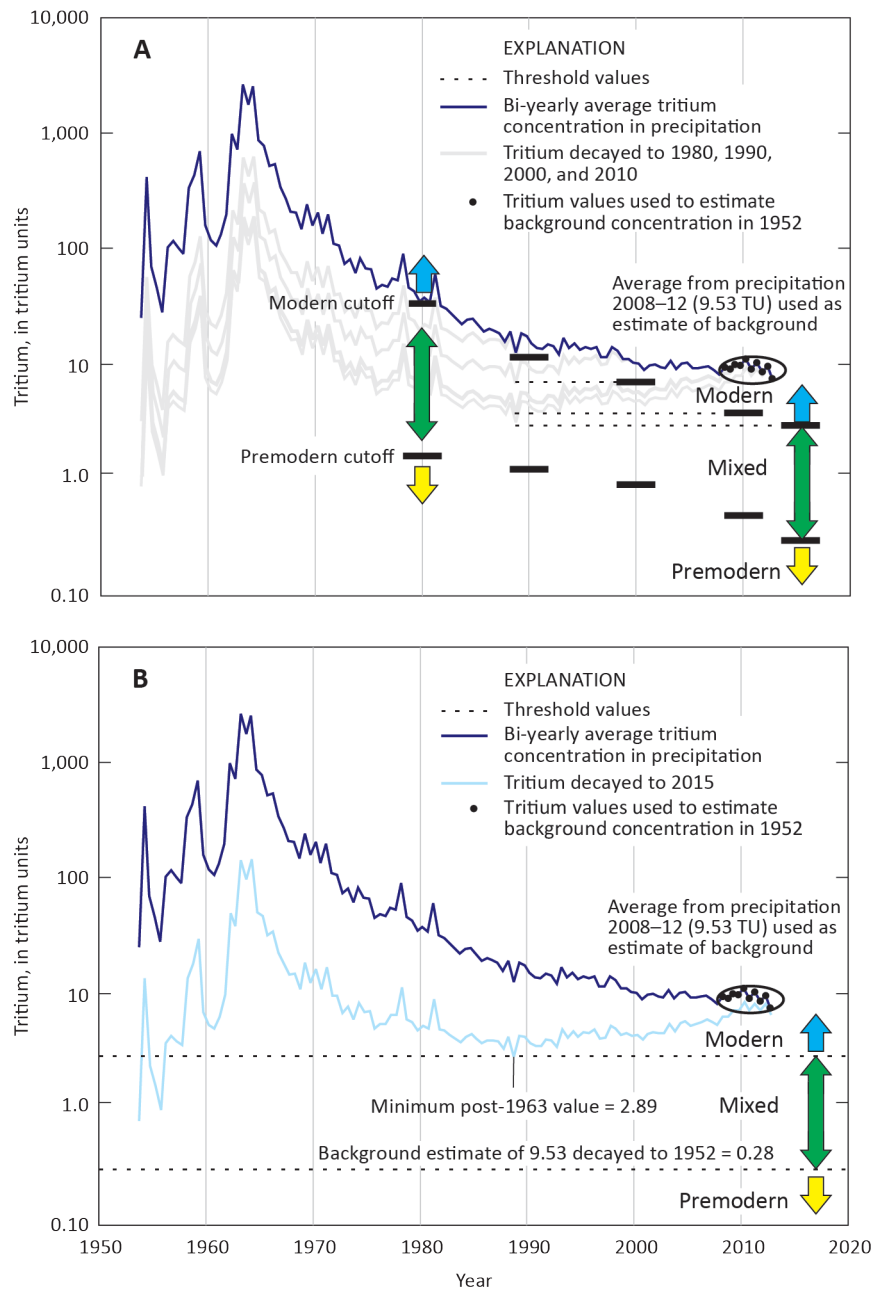 10,000
1,000
100
10
1.0
0.10
Tritium, in tritium units
A
EXPLANATION
Threshold values
Bi-yearly average tritium
concentration in precipitation
Tritium decayed to 1980, 1990,
2000, and 2010
Tritium values used to estimate
background concentration in 1952
Average from precipitation
2008–12 (9.53 TU) used as
estimate of background
Modern cutoff
Premodern cutoff
Modern
Mixed
Premodern
10,000
1,000
100
10
1.0
0.10
Tritium, in tritium units
B
EXPLANATION
Threshold values
Bi-yearly average tritium
concentration in precipitation
Tritium decayed to 2015
Tritium values used to estimate
background concentration in 1952
Average from precipitation
2008–12 (9.53 TU) used as
estimate of background
Modern
Minimum post-1963 value = 2.89
Mixed
Background estimate of 9.53 decayed to 1952 = 0.28
Premodern
1950 1960 1970 1980 1990 2000 2010 2020
Year